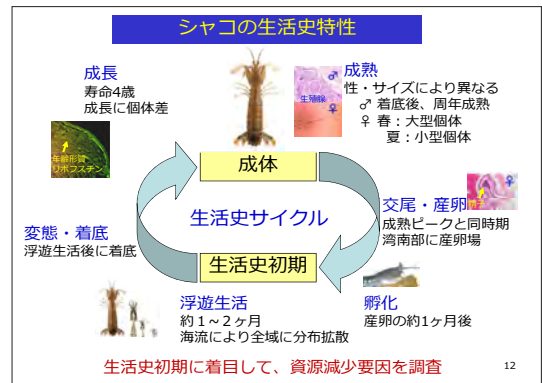 シャコの生活史特性
成長
寿命4歳
成長に個体差
年齢形質
リポフスチン
♂
生殖腺
♀
成熟
性・サイズにより異なる
♂ 着底後、周年成熟
♀ 春：大型個体
夏：小型個体
成体
♀
精子
交尾・産卵
成熟ピークと同時期
湾南部に産卵場
生活史サイクル
変態・着底
浮遊生活後に着底
生活史初期
浮遊生活
約１～２ヶ月
海流により全域に分布拡散
孵化
産卵の約1ヶ月後
生活史初期に着目して、資源減少要因を調査
12